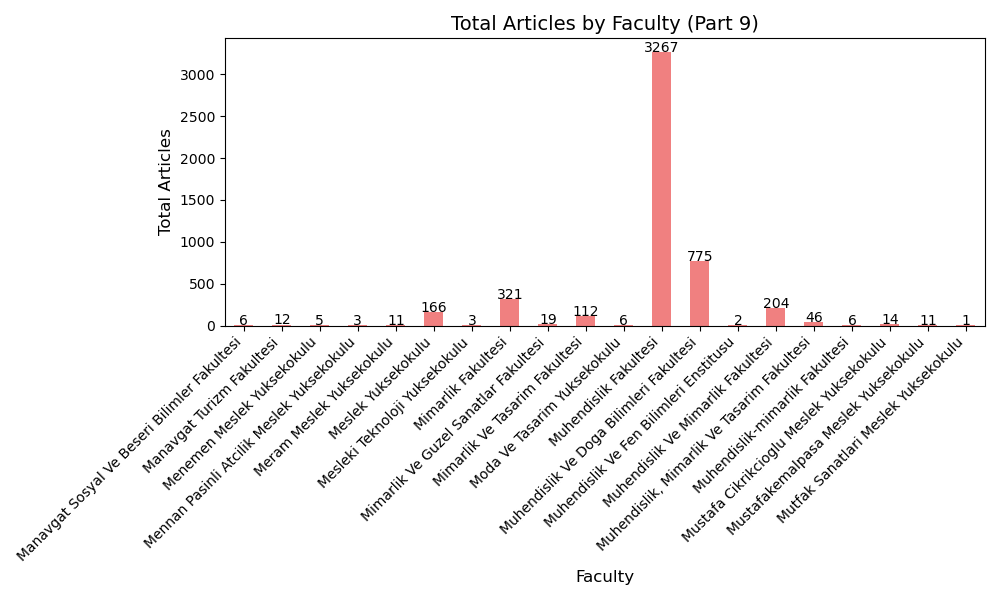 Total Articles by Faculty (Part 9)
Total Articles
3000
2500
2000
1500
1000
500
0
6
12
5
3
11
166
3
321
19
112
6
3267
775
2
204
46
6
14
11
1
Manavgat Sosyal Ve Beseri Bilimler Fakultesi
Manavgat Turizm Fakultesi
Menemen Meslek Yuksekokulu
Mennan Pasinli Atcilik Meslek Yuksekokulu
Meram Meslek Yuksekokulu
Meslek Yuksekokulu
Mesleki Teknoloji Yuksekokulu
Mimarlik Fakultesi
Mimarlik Ve Guzel Sanatlar Fakultesi
Mimarlik Ve Tasarim Fakultesi
Moda Ve Tasarim Yuksekokulu
Muhendislik Fakultesi
Muhendislik Ve Doga Bilimleri Fakultesi
Muhendislik Ve Fen Bilimleri Enstitusu
Muhendislik Ve Mimarlik Fakultesi
Muhendislik, Mimarlik Ve Tasarim Fakultesi
Muhendislik-mimarlik Fakultesi
Mustafa Cikrikcioglu Meslek Yuksekokulu
Mustafakemalpasa Meslek Yuksekokulu
Mutfak Sanatlari Meslek Yuksekokulu
Faculty